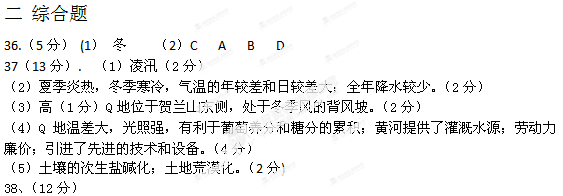 二 综合题
36.（5分）（1） 冬 （2）C A B D
37（13分）．（1）凌汛（2分）
（2）夏季炎热，冬季寒冷，气温的年较差和日较差大，全年降水较少。（2分）
（3）高（1分）Q地位于贺兰山东侧，处于冬季风的背风坡。（2分）
（4）Q 地温差大，光照强，有利于葡萄养分和糖分的累积；黄河提供了灌溉水源；劳动力
廉价；引进了先进的技术和设备。（4分）
（5）土壤的次生盐碱化；土地荒漠化。（2分）
38、（12分）